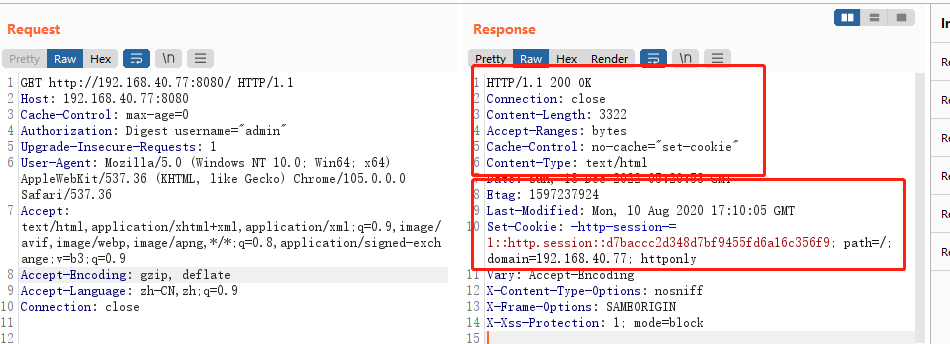 Request
Pretty Raw Hex \n
1 GET http://192.168.40.77:8080/ HTTP/1.1
2 Host: 192.168.40.77:8080
3 Cache-Control: max-age=0
4 Authorization: Digest username="admin"
5 Upgrade-Insecure-Requests: 1
6 User-Agent: Mozilla/5.0 (Windows NT 10.0; Win64; x64)
AppleWebKit/537.36 (KHTML, like Gecko) Chrome/105.0.0.0
Safari/537.36
7 Accept:
text/html,application/xhtml+xml,application/xml;q=0.9,image/
avif,image/webp,image/apng,*/*;q=0.8,application/signed-exch
ange;v=b3;q=0.9
8 Accept-Encoding: gzip, deflate
9 Accept-Language: zh-CN,zh;q=0.9
10 Connection: close
11
12
Response
Pretty Raw Hex Render \n
1 HTTP/1.1 200 OK
2 Connection: close
3 Content-Length: 3322
4 Accept-Ranges: bytes
5 Cache-Control: no-cache="set-cookie"
6 Content-Type: text/html
7 Date: Sun, 2022 GMT
8 Etag: 1597237924
9 Last-Modified: Mon, 10 Aug 2020 17:10:05 GMT
10 Set-Cookie: -http-session-=
1::http.session::d7baccc2d348d7bf9455fd6a16c356f9; path=/;
domain=192.168.40.77; httponly
11 Vary: Accept-Encoding
12 X-Content-Type-Options: nosniff
13 X-Frame-Options: SAMEORIGIN
14 X-Xss-Protection: 1; mode=block
15
In
Re
Re
Re
Re
Re
Re